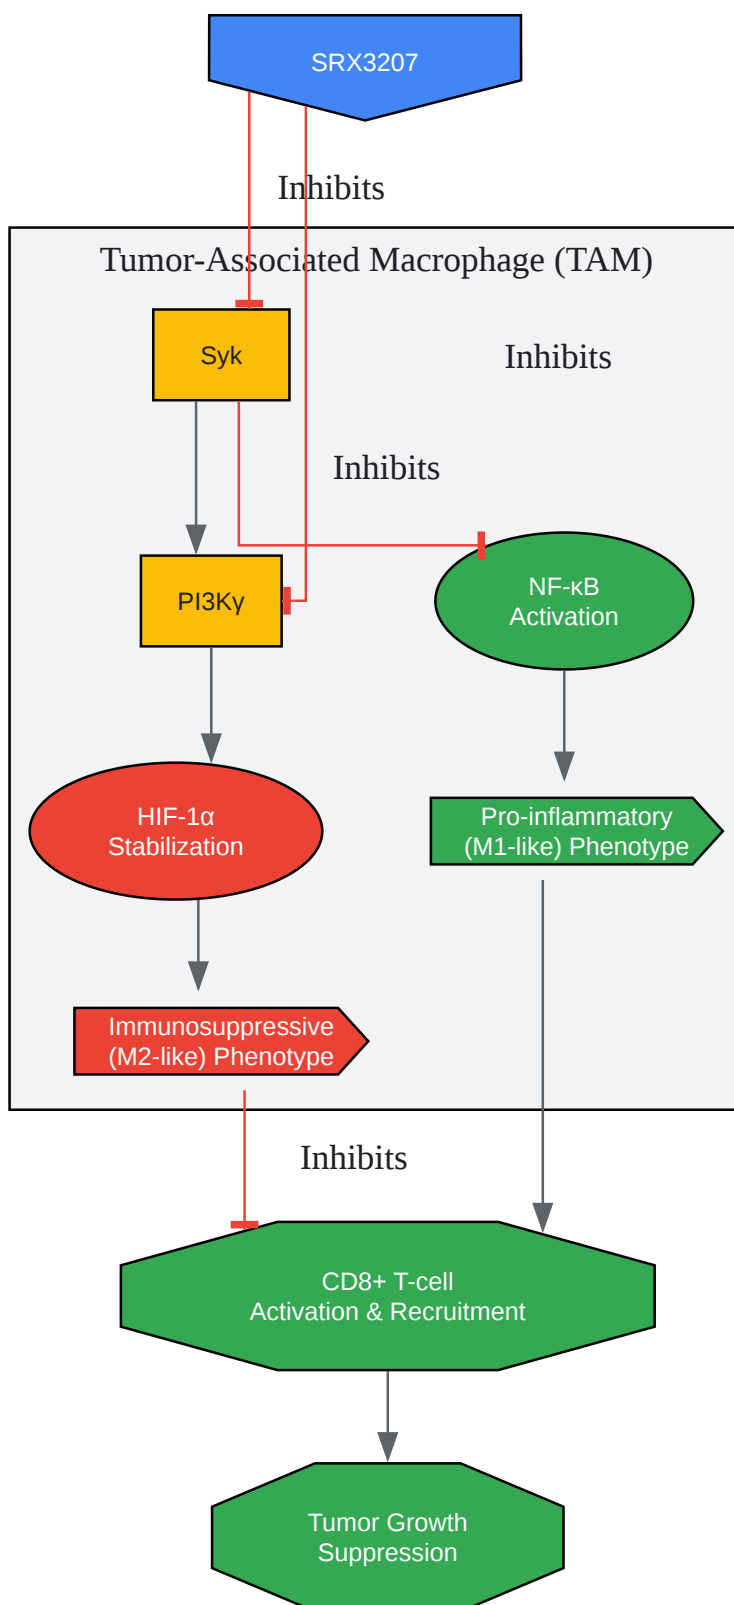 SRX3207
Inhibits
Tumor-Associated Macrophage (TAM)
Syk
Inhibits
Inhibits
NF-κB
Activation
PI3Kγ
HIF-1α
Stabilization
Pro-inflammatory
(M1-like) Phenotype
Immunosuppressive
(M2-like) Phenotype
Inhibits
CD8+ T-cell
Activation & Recruitment
Tumor Growth
Suppression